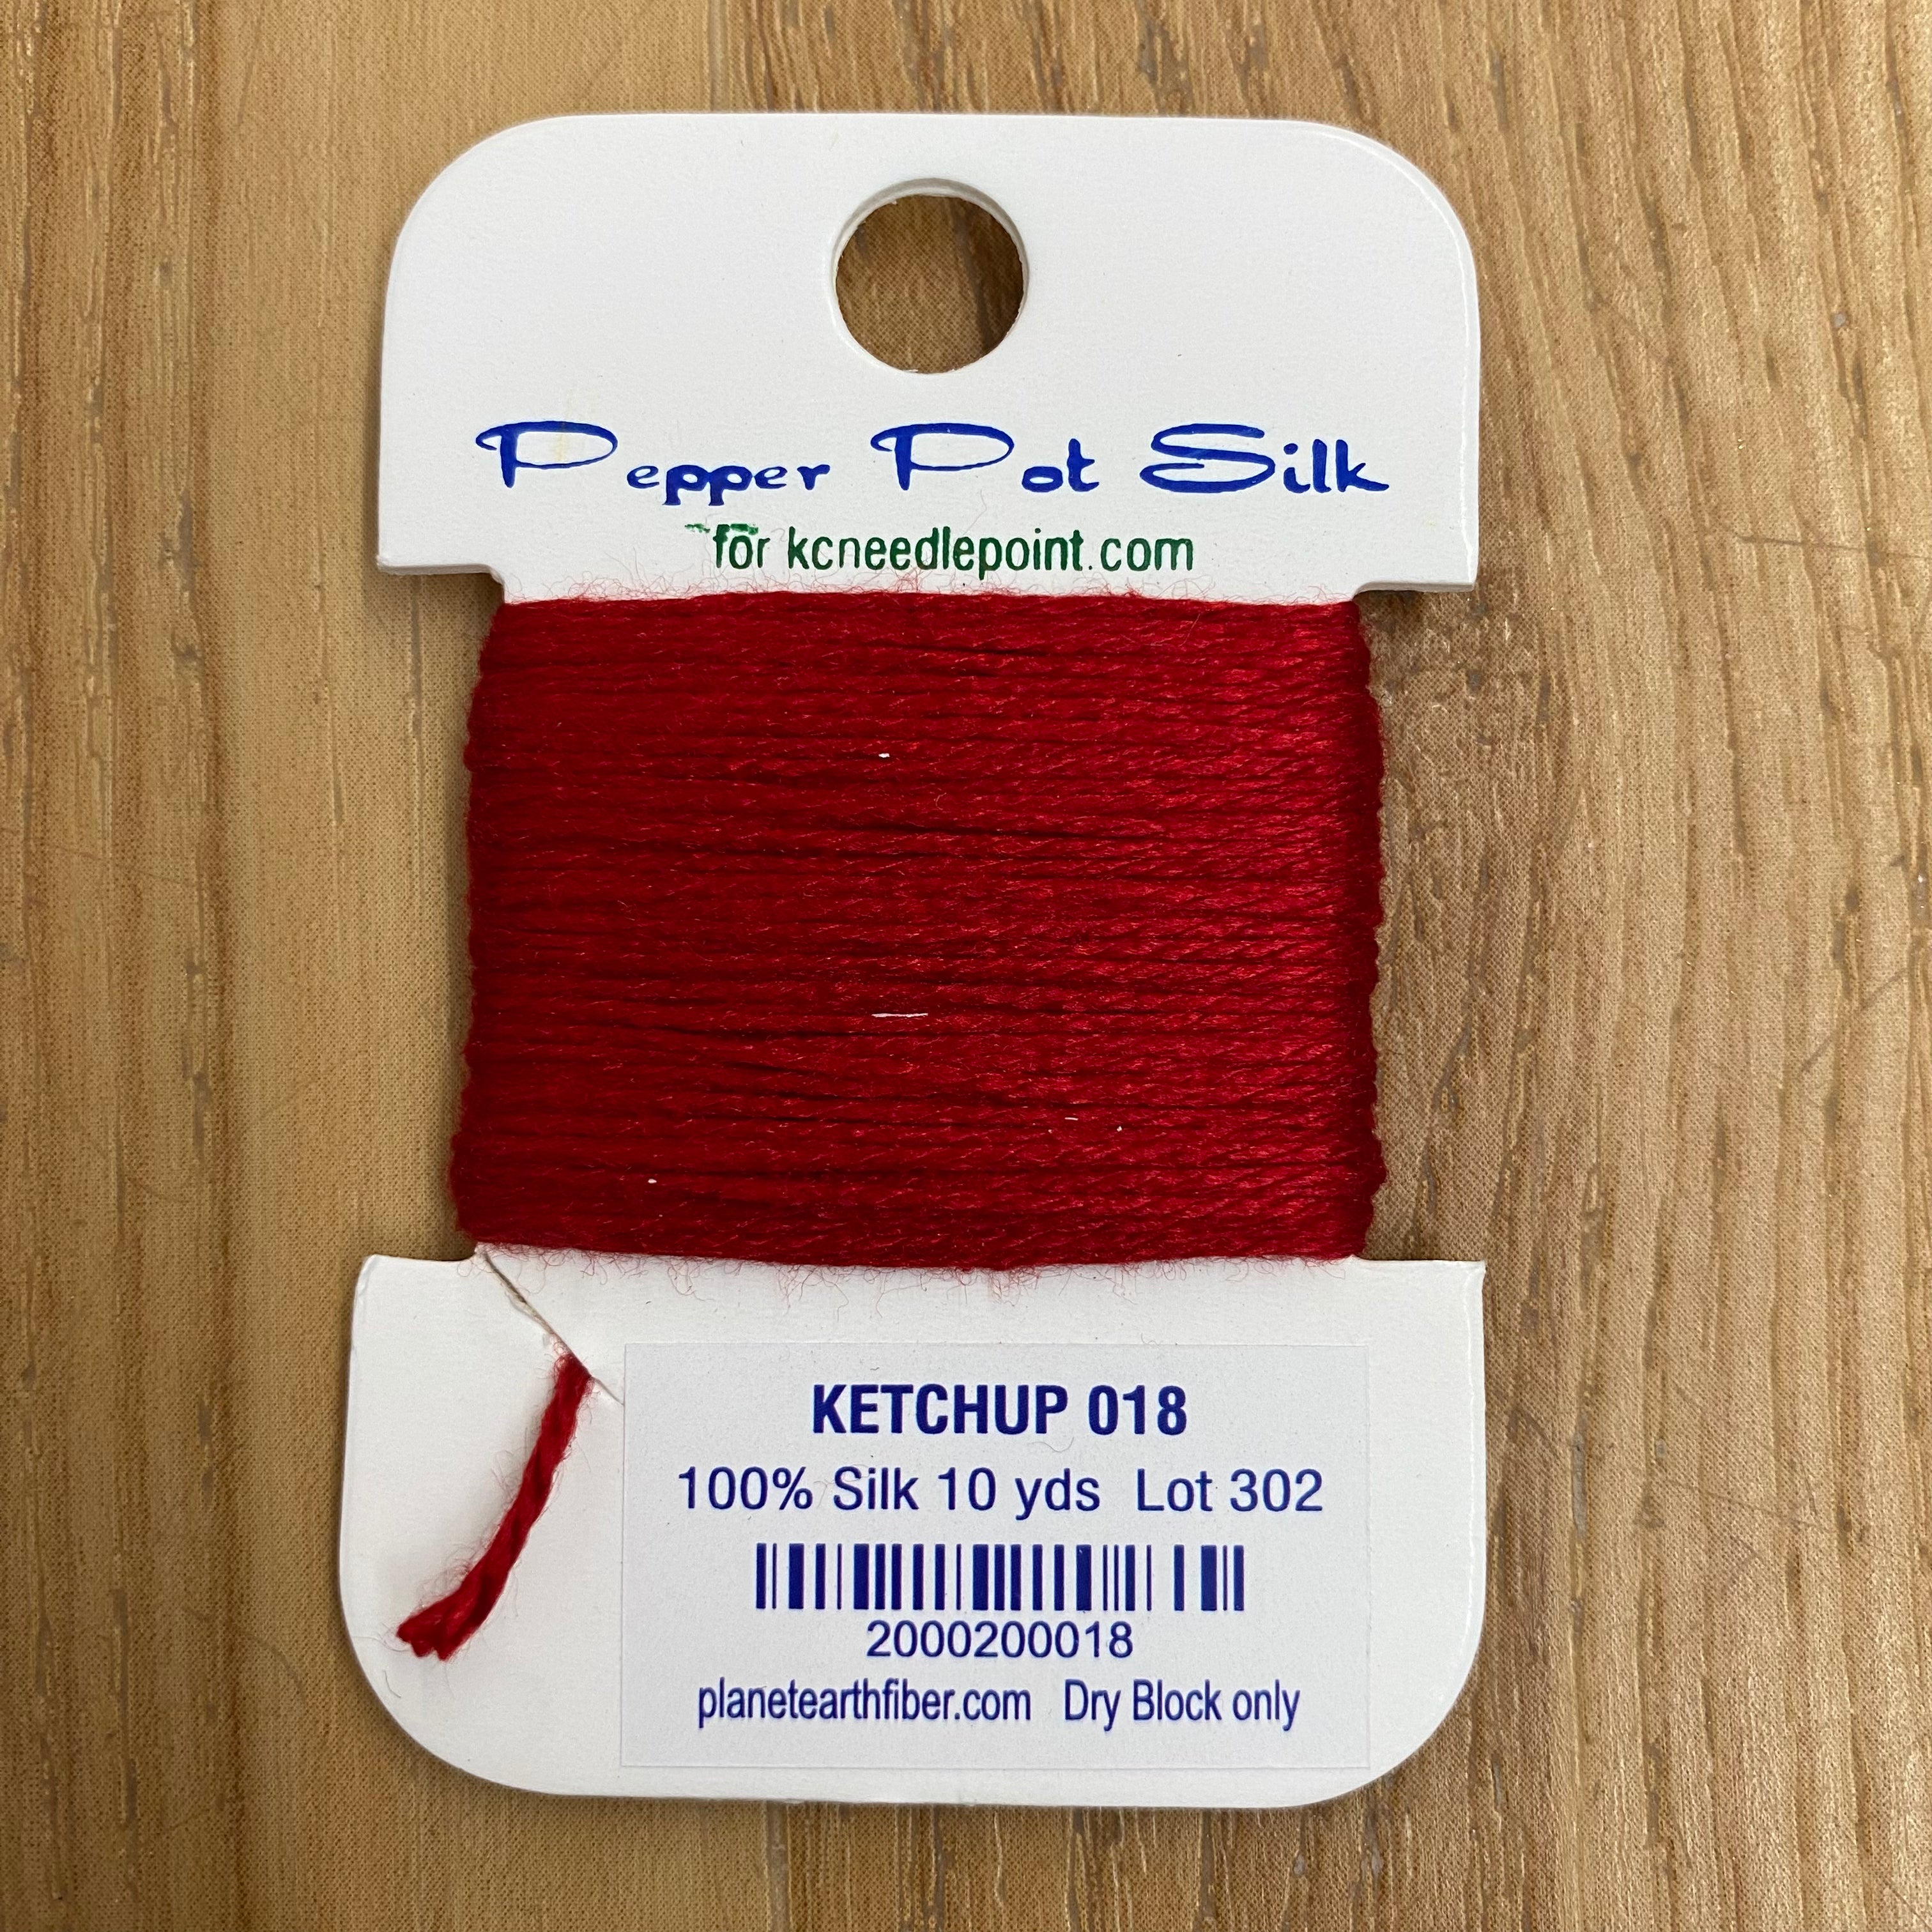 Pepper Pot Silk
for kcneedlepoint.com
KETCHUP 018
100% Silk 10 yds Lot 302
2000200018
planetearthfiber.com Dry Block only